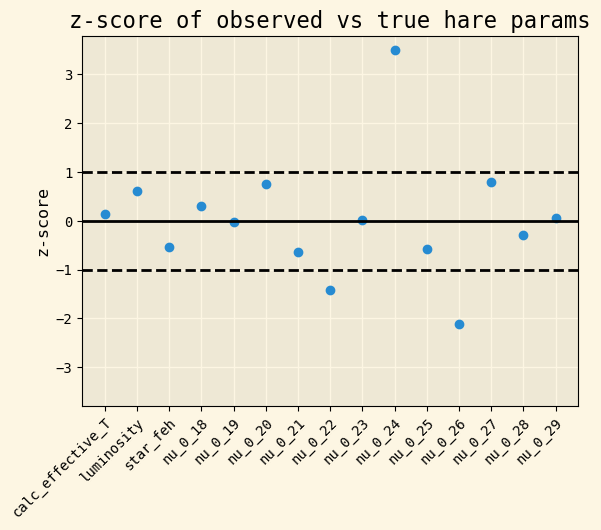 z-score of observed vs true hare params
z-score
3
2
1
0
−1
−2
−3
calc_effective_T
luminosity
star_feh
nu_0_18
nu_0_19
nu_0_20
nu_0_21
nu_0_22
nu_0_23
nu_0_24
nu_0_25
nu_0_26
nu_0_27
nu_0_28
nu_0_29